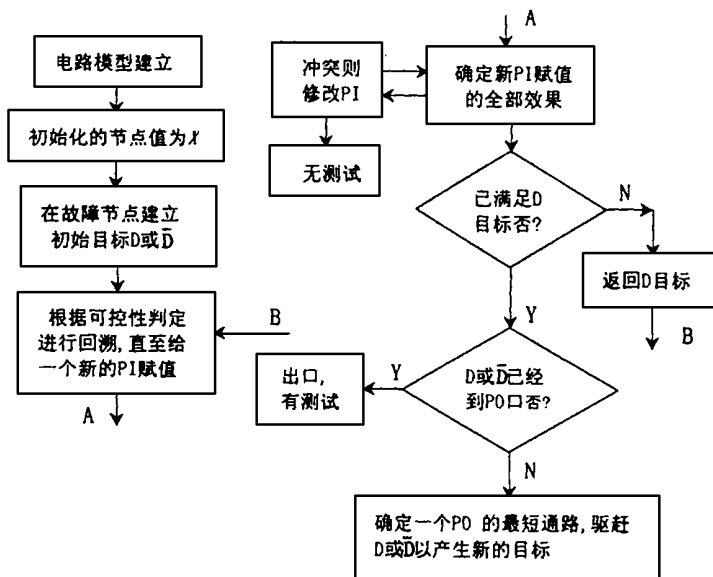 电路模型建立
初始化的节点值为X
在故障节点建立
初始目标D或D̅
根据可控性判定
进行回溯,直至给
一个新的PI赋值
A
B
A
冲突则
修改PI
无测试
确定新PI赋值
的全部效果
已满足D
目标否?
N
返回D目标
B
Y
D或D̅已经
到PO口否?
Y
出口,
有测试
N
确定一个PO 的最短通路,驱赶
D或D̅以产生新的目标